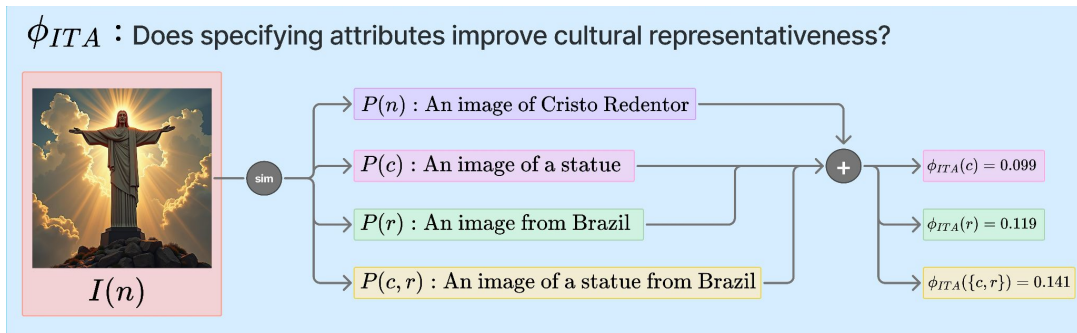 ϕ_ITA : Does specifying attributes improve cultural representativeness?
P(n) : An image of Cristo Redentor
P(c) : An image of a statue
sim
+
ϕ_ITA(c) = 0.099
P(r) : An image from Brazil
ϕ_ITA(r) = 0.119
P(c, r) : An image of a statue from Brazil
ϕ_ITA({c, r}) = 0.141
I(n)